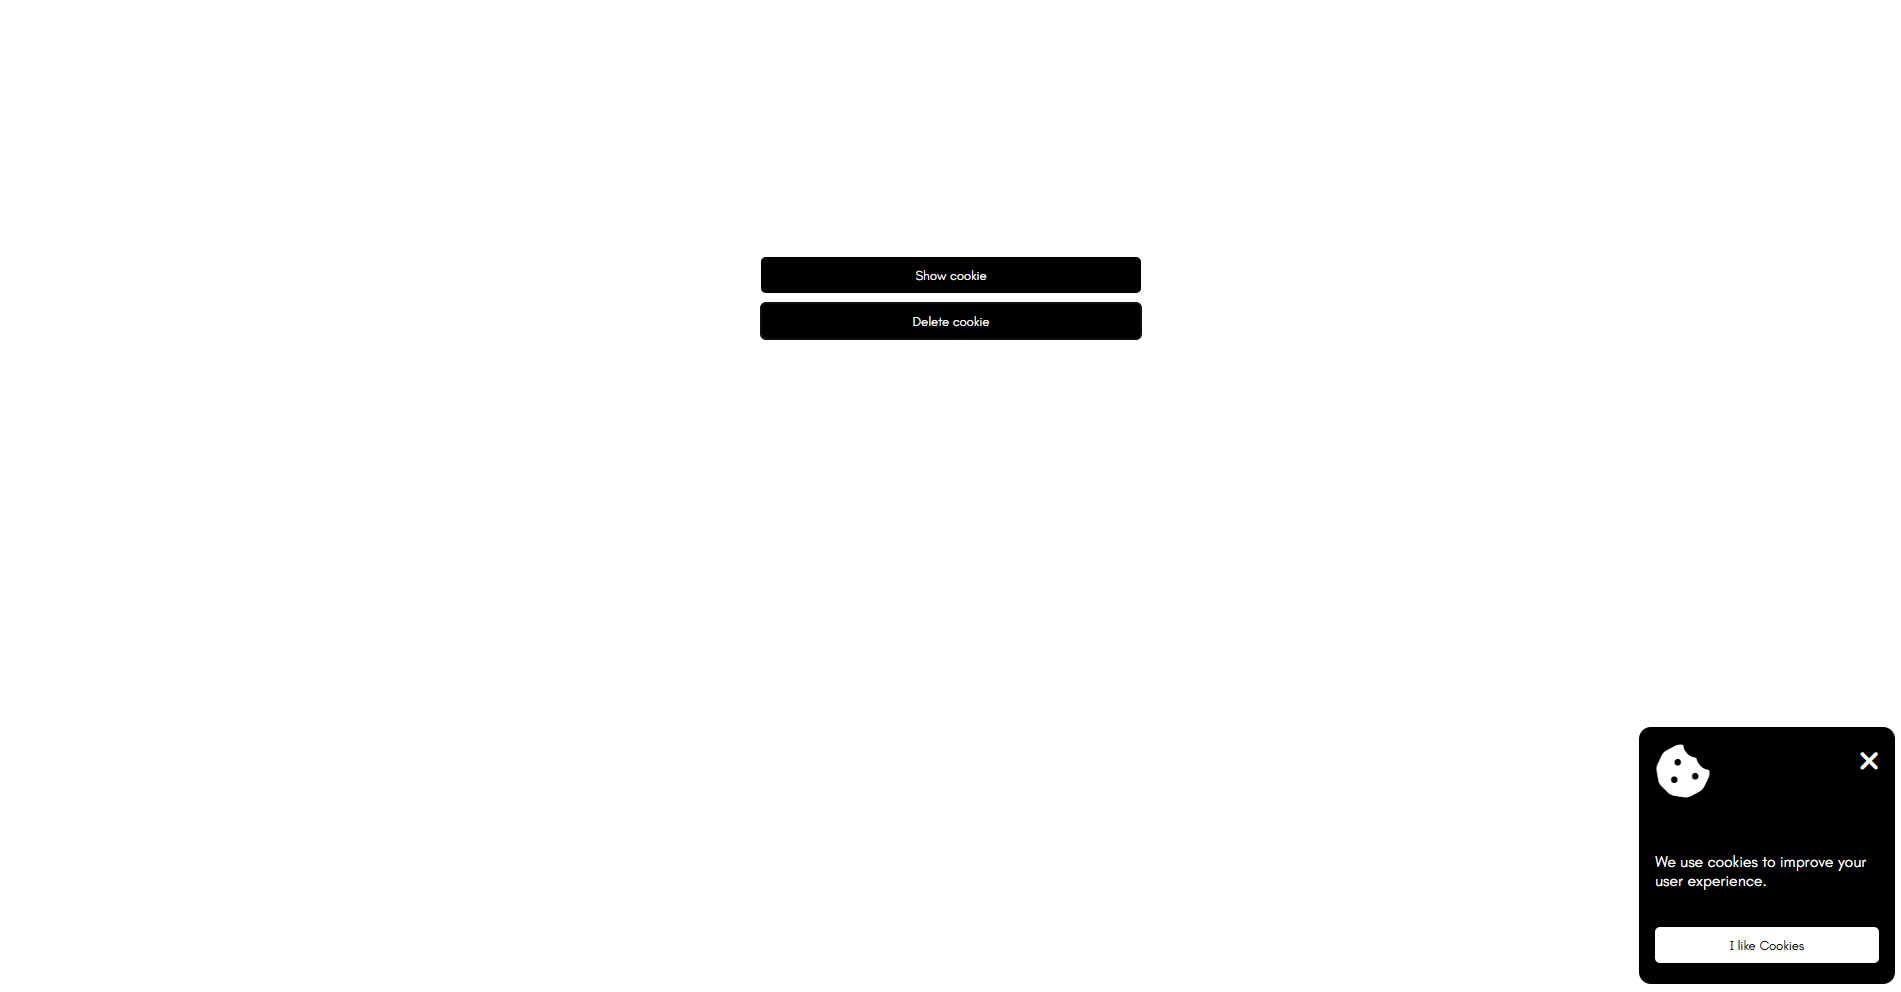 Show cookie
Delete cookie
We use cookies to improve your
user experience.
I like Cookies